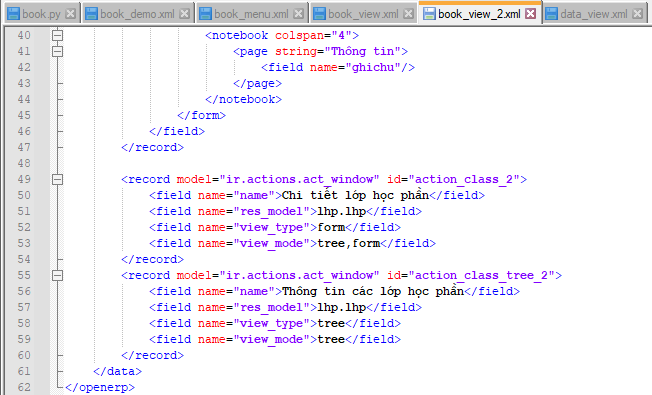 book.py book_demo.xml book_menu.xml book_view.xml book_view_2.xml data_view.xml
40 <notebook colspan="4">
41 <page string="Thông tin">
42 <field name="ghichu"/>
43 </page>
44 </notebook>
45 </form>
46 </field>
47 </record>
48
49 <record model="ir.actions.act_window" id="action_class_2">
50 <field name="name">Chi tiết lớp học phần</field>
51 <field name="res_model">lhp.lhp</field>
52 <field name="view_type">form</field>
53 <field name="view_mode">tree,form</field>
54 </record>
55 <record model="ir.actions.act_window" id="action_class_tree_2">
56 <field name="name">Thông tin các lớp học phần</field>
57 <field name="res_model">lhp.lhp</field>
58 <field name="view_type">tree</field>
59 <field name="view_mode">tree</field>
60 </record>
61 </data>
62 </openerp>